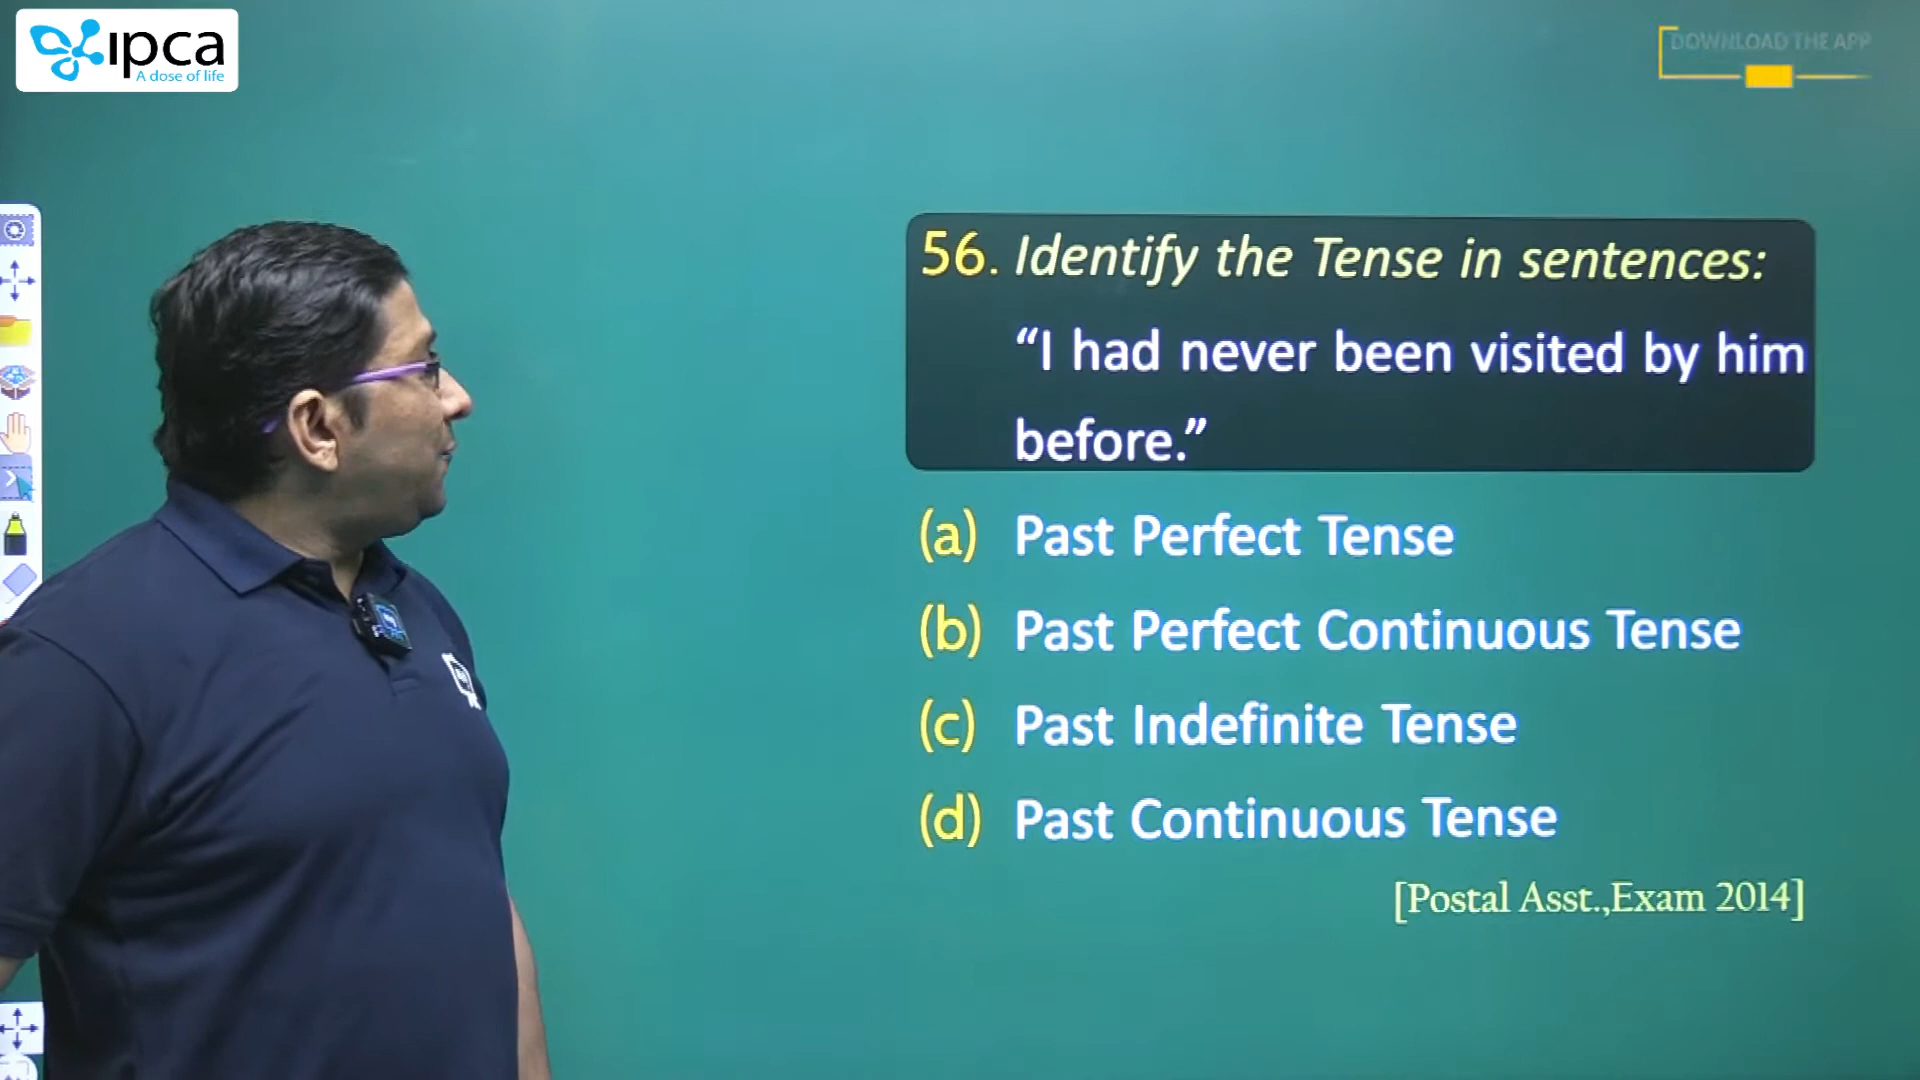 ipca
A dose of life
DOWNLOAD THE APP
56. Identify the Tense in sentences:
“I had never been visited by him
before.”
(a) Past Perfect Tense
(b) Past Perfect Continuous Tense
(c) Past Indefinite Tense
(d) Past Continuous Tense
[Postal Asst.,Exam 2014]